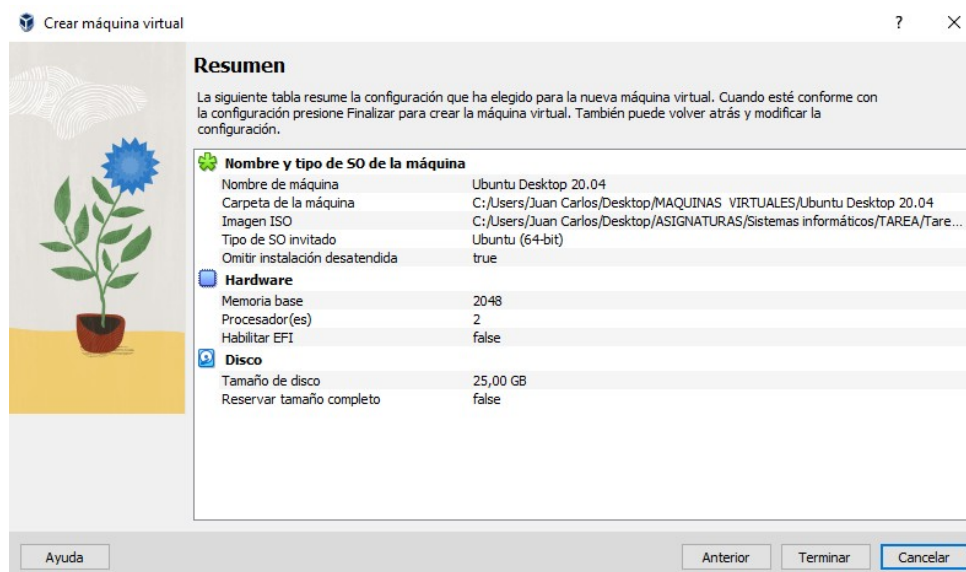 Crear máquina virtual
?
Resumen
La siguiente tabla resume la configuración que ha elegido para la nueva máquina virtual. Cuando esté conforme con
la configuración presione Finalizar para crear la máquina virtual. También puede volver atrás y modificar la
configuración.
Nombre y tipo de SO de la máquina
Nombre de máquina Ubuntu Desktop 20.04
Carpeta de la máquina C:/Users/Juan Carlos/Desktop/MAQUINAS VIRTUALES/Ubuntu Desktop 20.04
Imagen ISO C:/Users/Juan Carlos/Desktop/ASIGNATURAS/Sistemas informáticos/TAREA/Tare...
Tipo de SO invitado Ubuntu (64-bit)
Omitir instalación desatendida true
Hardware
Memoria base 2048
Procesador(es) 2
Habilitar EFI false
Disco
Tamaño de disco 25,00 GB
Reservar tamaño completo false
Ayuda Anterior Terminar Cancelar